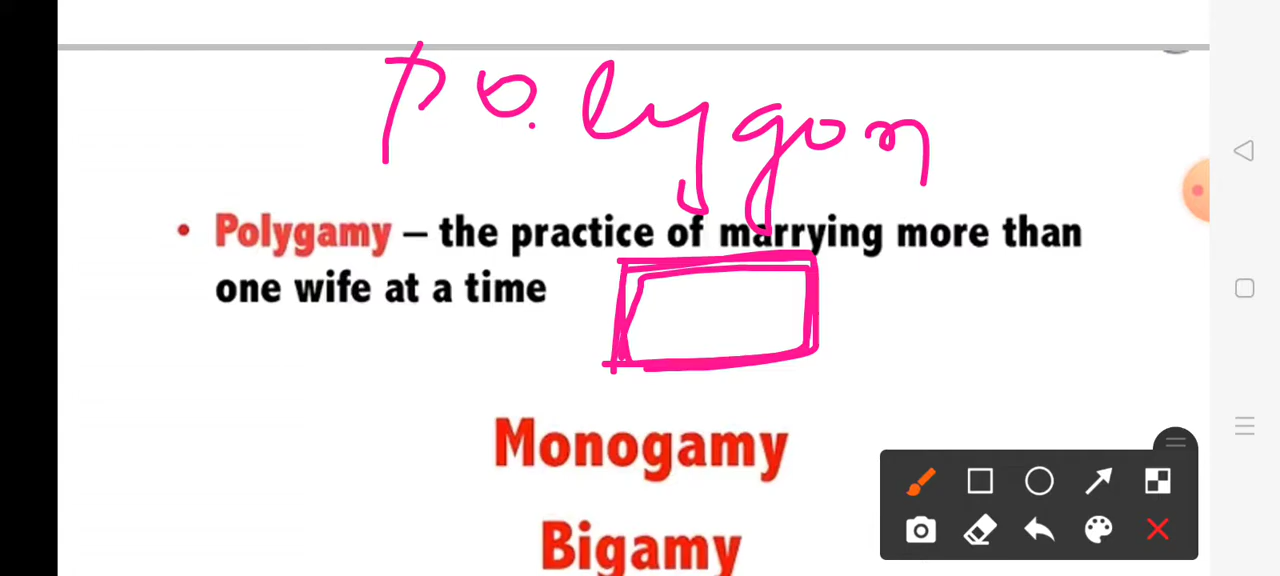 Polygon
• Polygamy – the practice of marrying more than
one wife at a time
Monogamy
Bigamy